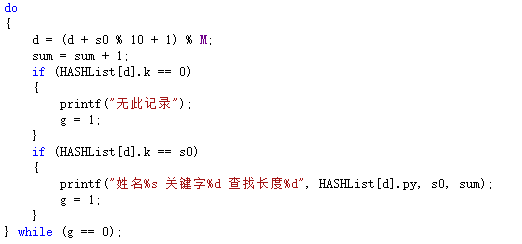 do
{
d = (d + s0 % 10 + 1) % M;
sum = sum + 1;
if (HASHList[d].k == 0)
{
printf("无此记录");
g = 1;
}
if (HASHList[d].k == s0)
{
printf("姓名%s 关键字%d 查找长度%d", HASHList[d].py, s0, sum);
g = 1;
}
} while (g == 0);